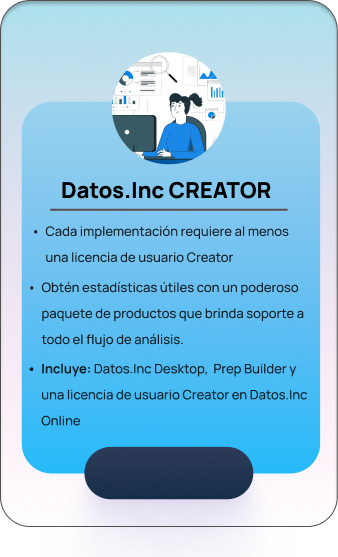 Datos.Inc CREATOR
• Cada implementación requiere al menos
una licencia de usuario Creator
• Obtén estadísticas útiles con un poderoso
paquete de productos que brinda soporte a
todo el flujo de análisis.
• Incluye: Datos.Inc Desktop, Prep Builder y
una licencia de usuario Creator en Datos.Inc
Online